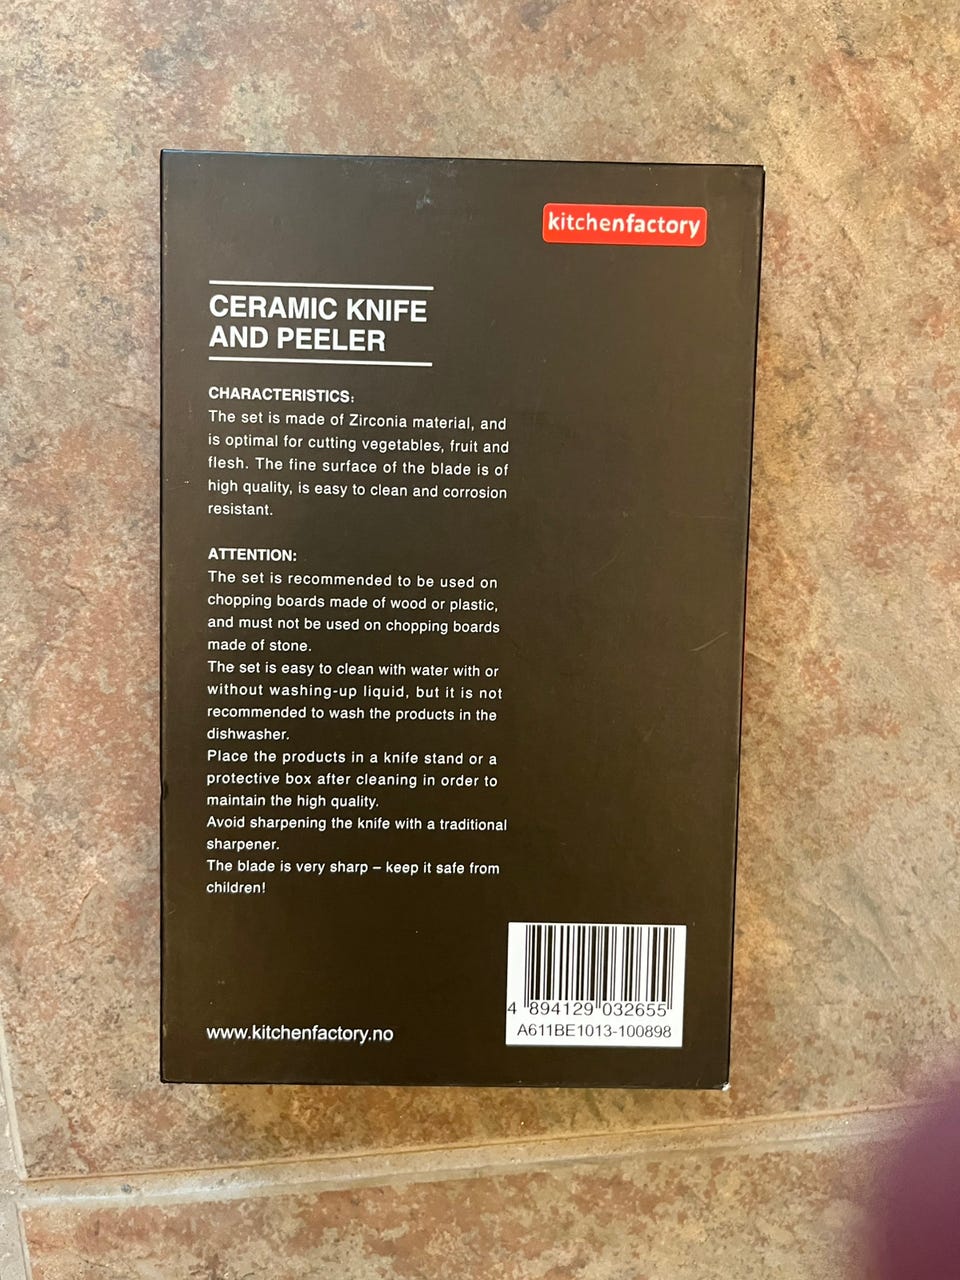 kitchenfactory
CERAMIC KNIFE
AND PEELER
CHARACTERISTICS:
The set is made of Zirconia material, and
is optimal for cutting vegetables, fruit and
flesh. The fine surface of the blade is of
high quality, is easy to clean and corrosion
resistant.
ATTENTION:
The set is recommended to be used on
chopping boards made of wood or plastic,
and must not be used on chopping boards
made of stone.
The set is easy to clean with water with or
without washing-up liquid, but it is not
recommended to wash the products in the
dishwasher.
Place the products in a knife stand or a
protective box after cleaning in order to
maintain the high quality.
Avoid sharpening the knife with a traditional
sharpener.
The blade is very sharp – keep it safe from
children!
www.kitchenfactory.no
4 894129 032655
A611BE1013-100898